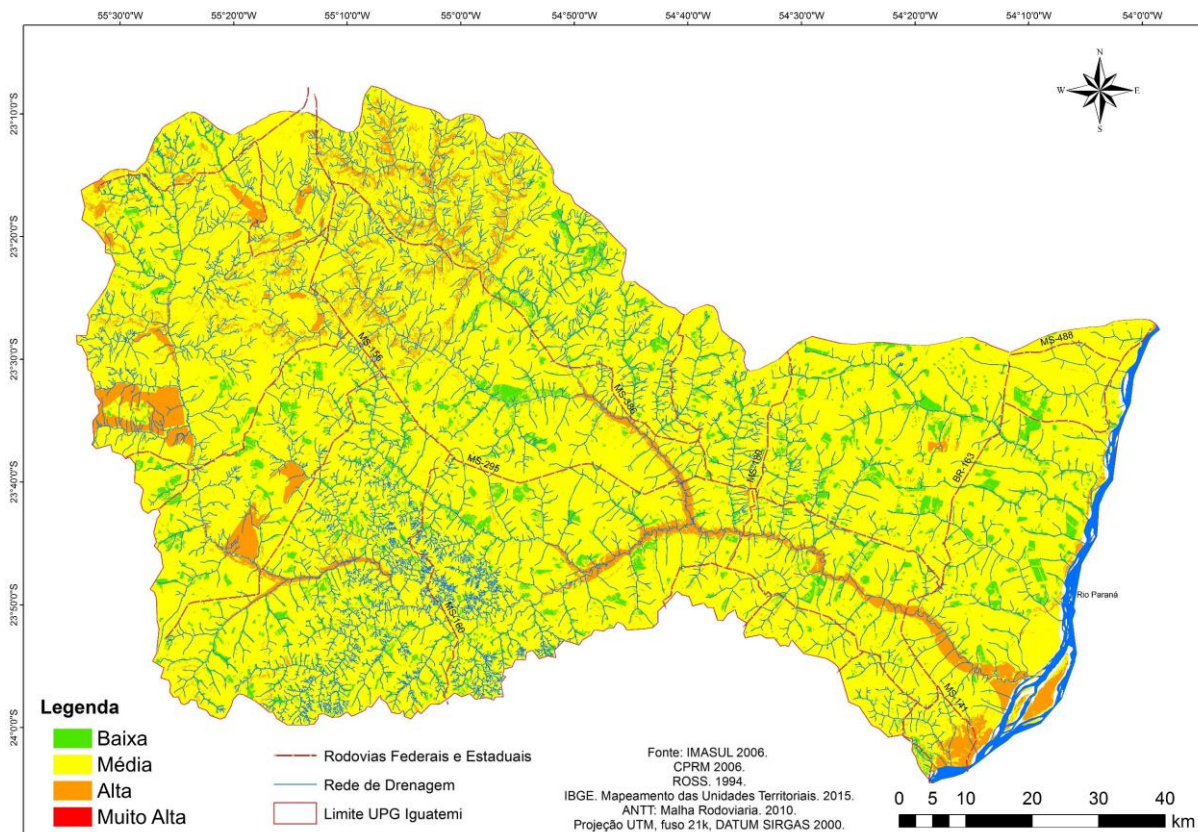 55°30'0"W 55°20'0"W 55°10'0"W 55°0'0"W 54°50'0"W 54°40'0"W 54°30'0"W 54°20'0"W 54°10'0"W 54°0'0"W
N
W E
S
23°10'0"S
23°20'0"S
23°30'0"S
23°40'0"S
23°50'0"S
24°0'0"S
MS-156
MS-488
MS-295
BR-163
MS-160
Rio Paraná
MS-141
Legenda
Baixa
Média
Alta
Muito Alta
Rodovias Federais e Estaduais
Rede de Drenagem
Limite UPG Iguatemi
Fonte: IMASUL 2006.
CPRM 2006.
ROSS. 1994.
IBGE. Mapeamento das Unidades Territoriais. 2015.
ANTT: Malha Rodoviaria. 2010.
Projeção UTM, fuso 21k, DATUM SIRGAS 2000.
0 5 10 20 30 40
km